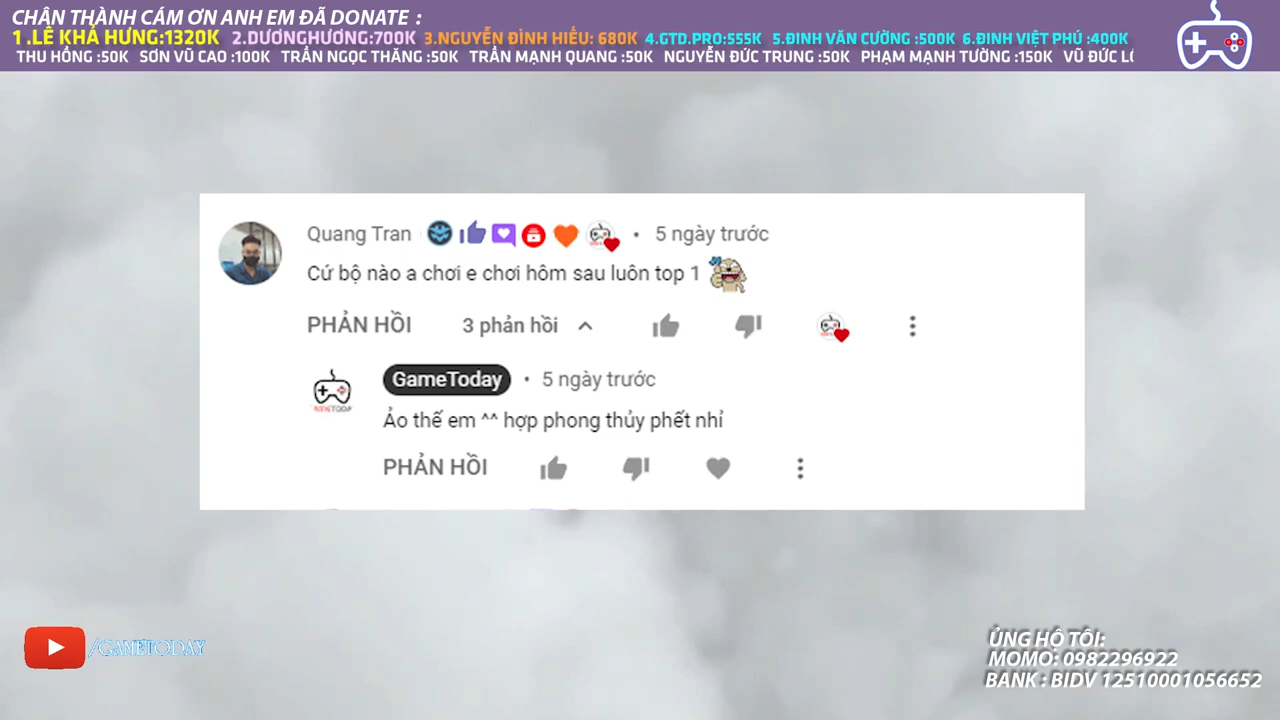 CHÂN THÀNH CÁM ƠN ANH EM ĐÃ DONATE :
1 .LÊ KHẢ HƯNG:1320K 2.DƯƠNGHƯƠNG:700K 3.NGUYỄN ĐÌNH HIẾU: 680K 4.GTD.PRO:555K 5.ĐINH VĂN CƯỜNG :500K 6.ĐINH VIỆT PHÚ :400K
THU HỒNG :50K SƠN VŨ CAO :100K TRẦN NGỌC THĂNG :50K TRẦN MẠNH QUANG :50K NGUYỄN ĐỨC TRUNG :50K PHẠM MẠNH TƯỜNG :150K VŨ ĐỨC
Quang Tran • 5 ngày trước
Cứ bộ nào a chơi e chơi hôm sau luôn top 1
PHẢN HỒI 3 phản hồi
GameToday • 5 ngày trước
Ảo thế em ^^ hợp phong thủy phết nhỉ
PHẢN HỒI
/GAMETODAY
ỦNG HỘ TÔI:
MOMO: 0982296922
BANK : BIDV 12510001056652